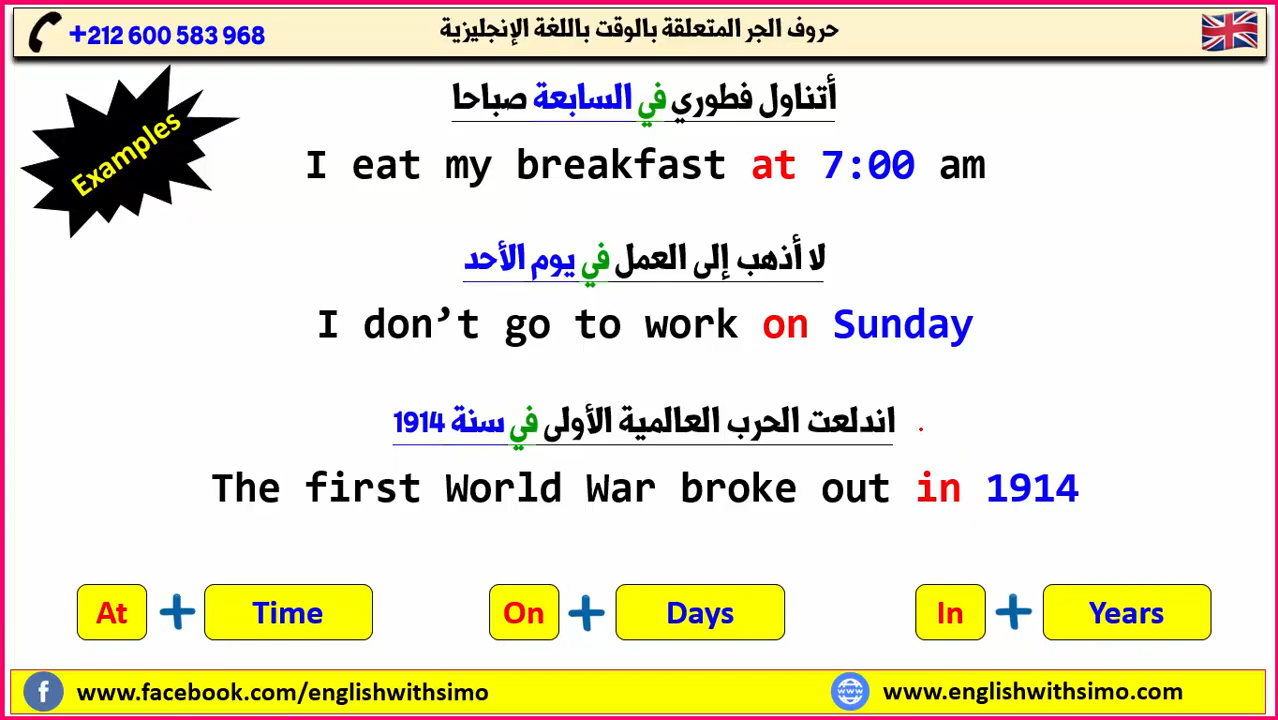 +212 600 583 968
حروف الجر المتعلقة بالوقت باللغة الإنجليزية
Examples
أتناول فطوري في السابعة صباحا
I eat my breakfast at 7:00 am
لا أذهب إلى العمل في يوم الأحد
I don’t go to work on Sunday
اندلعت الحرب العالمية الأولى في سنة 1914
The first World War broke out in 1914
At + Time On + Days In + Years
www.facebook.com/englishwithsimo www.englishwithsimo.com